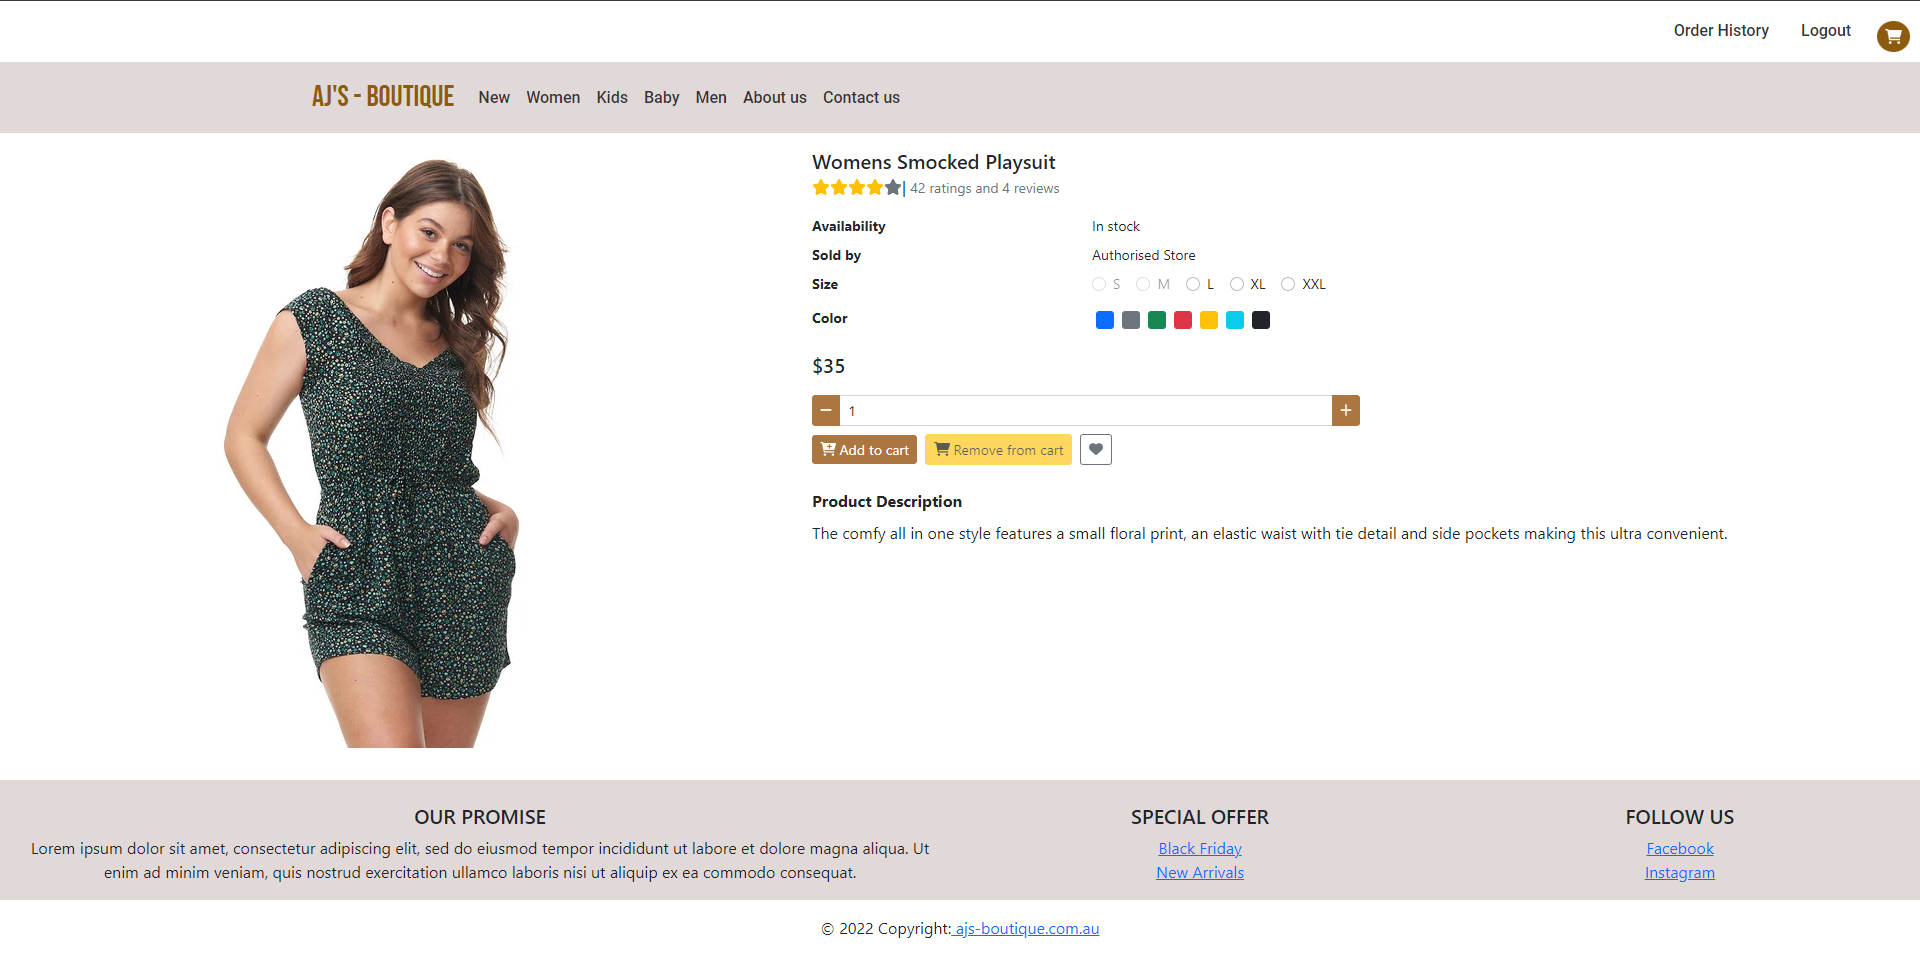 Order History Logout
AJ'S - BOUTIQUE New Women Kids Baby Men About us Contact us
Womens Smocked Playsuit
| 42 ratings and 4 reviews
Availability In stock
Sold by Authorised Store
Size S M L XL XXL
Color
$35
1
Add to cart Remove from cart
Product Description
The comfy all in one style features a small floral print, an elastic waist with tie detail and side pockets making this ultra convenient.
OUR PROMISE
Lorem ipsum dolor sit amet, consectetur adipiscing elit, sed do eiusmod tempor incididunt ut labore et dolore magna aliqua. Ut
enim ad minim veniam, quis nostrud exercitation ullamco laboris nisi ut aliquip ex ea commodo consequat.
SPECIAL OFFER
Black Friday
New Arrivals
FOLLOW US
Facebook
Instagram
© 2022 Copyright: ajs-boutique.com.au